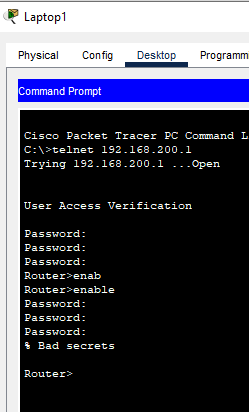 Laptop1
Physical Config Desktop Programm
Command Prompt
Cisco Packet Tracer PC Command L
C:\>telnet 192.168.200.1
Trying 192.168.200.1 ...Open
User Access Verification
Password:
Password:
Password:
Router>enab
Router>enable
Password:
Password:
Password:
% Bad secrets
Router>